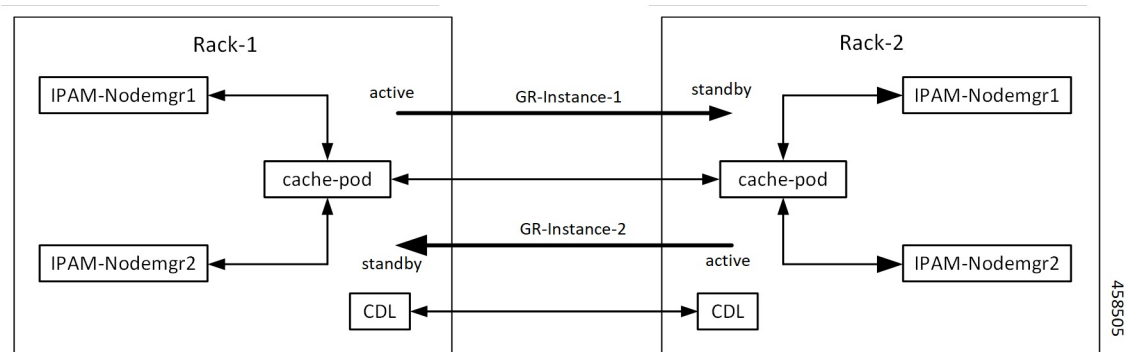 Rack-1
Rack-2
IPAM-Nodemgr1
active
GR-Instance-1
standby
IPAM-Nodemgr1
cache-pod
cache-pod
GR-Instance-2
IPAM-Nodemgr2
standby
active
IPAM-Nodemgr2
CDL
CDL
458505